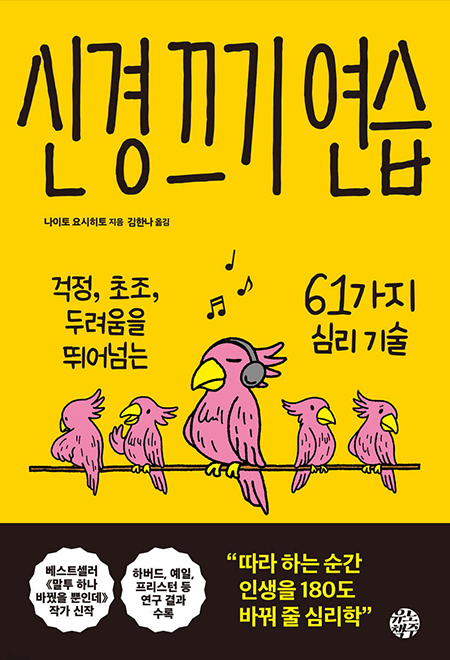 신경 끄기 연습
나이토 요시히토 지음 김한나 옮김
걱정, 초조,
두려움을
뛰어넘는
61가지
심리 기술
베스트셀러
《말투 하나
바꿨을 뿐인데》
작가 신작
하버드, 예일,
프리스턴 등
연구 결과
수록
“따라 하는 순간
인생을 180도
바꿔 줄 심리학”
유노
책주